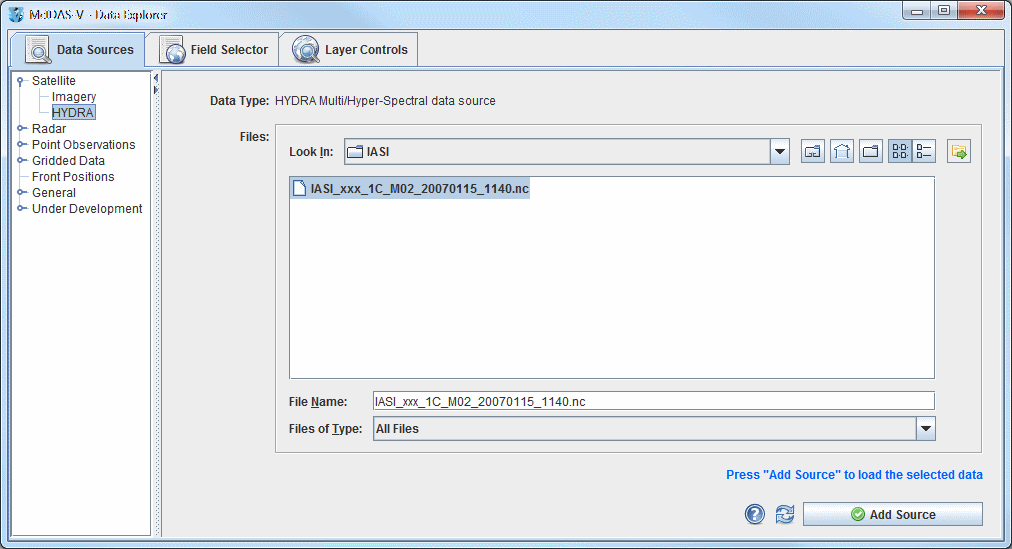 McIDAS-V - Data Explorer
Data Sources
Field Selector
Layer Controls
Satellite
Imagery
HYDRA
Radar
Point Observations
Gridded Data
Front Positions
General
Under Development
Data Type: HYDRA Multi/Hyper-Spectral data source
Files:
Look In: IASI
IASI_xxx_1C_M02_20070115_1140.nc
File Name: IASI_xxx_1C_M02_20070115_1140.nc
Files of Type: All Files
Press "Add Source" to load the selected data
? Add Source